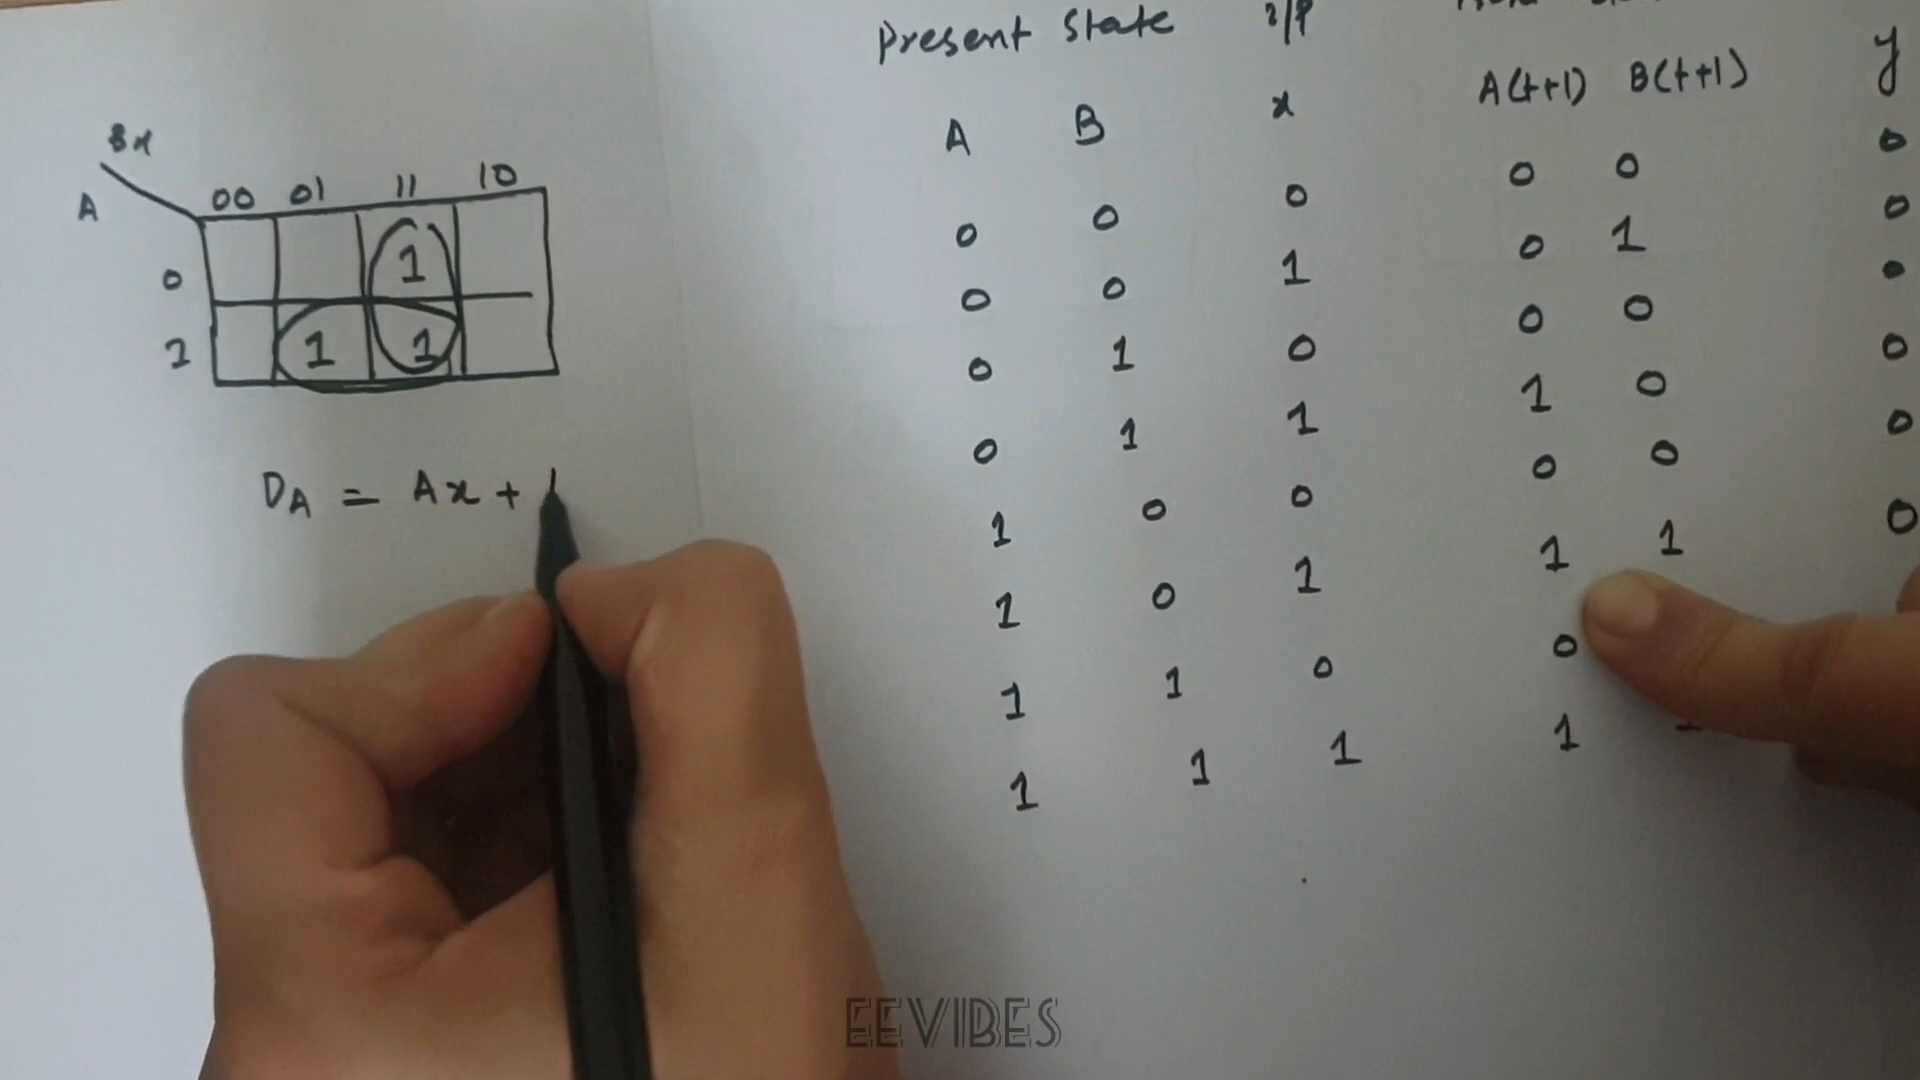 Present State i/p
A B x A(t+1) B(t+1) y
0 0 0 0 0 0
0 0 1 0 1 0
0 1 0 0 0 0
0 1 1 1 0 0
1 0 0 0 0 0
1 0 1 1 1 0
1 1 0 0
1 1 1 1
Bx
A
00 01 11 10
0 1
1 1 1
DA = Ax +
EEVIBES